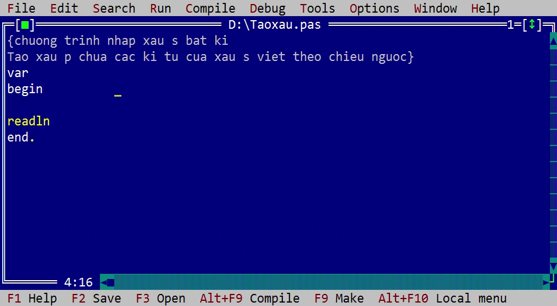 File Edit Search Run Compile Debug Tools Options Window Help
[■] D:\Taoxau.pas 1=[↕]
{chuong trinh nhap xau s bat ki
Tao xau p chua cac ki tu cua xau s viet theo chieu nguoc}
var
begin
readln
end.
4:16
F1 Help F2 Save F3 Open Alt+F9 Compile F9 Make Alt+F10 Local menu